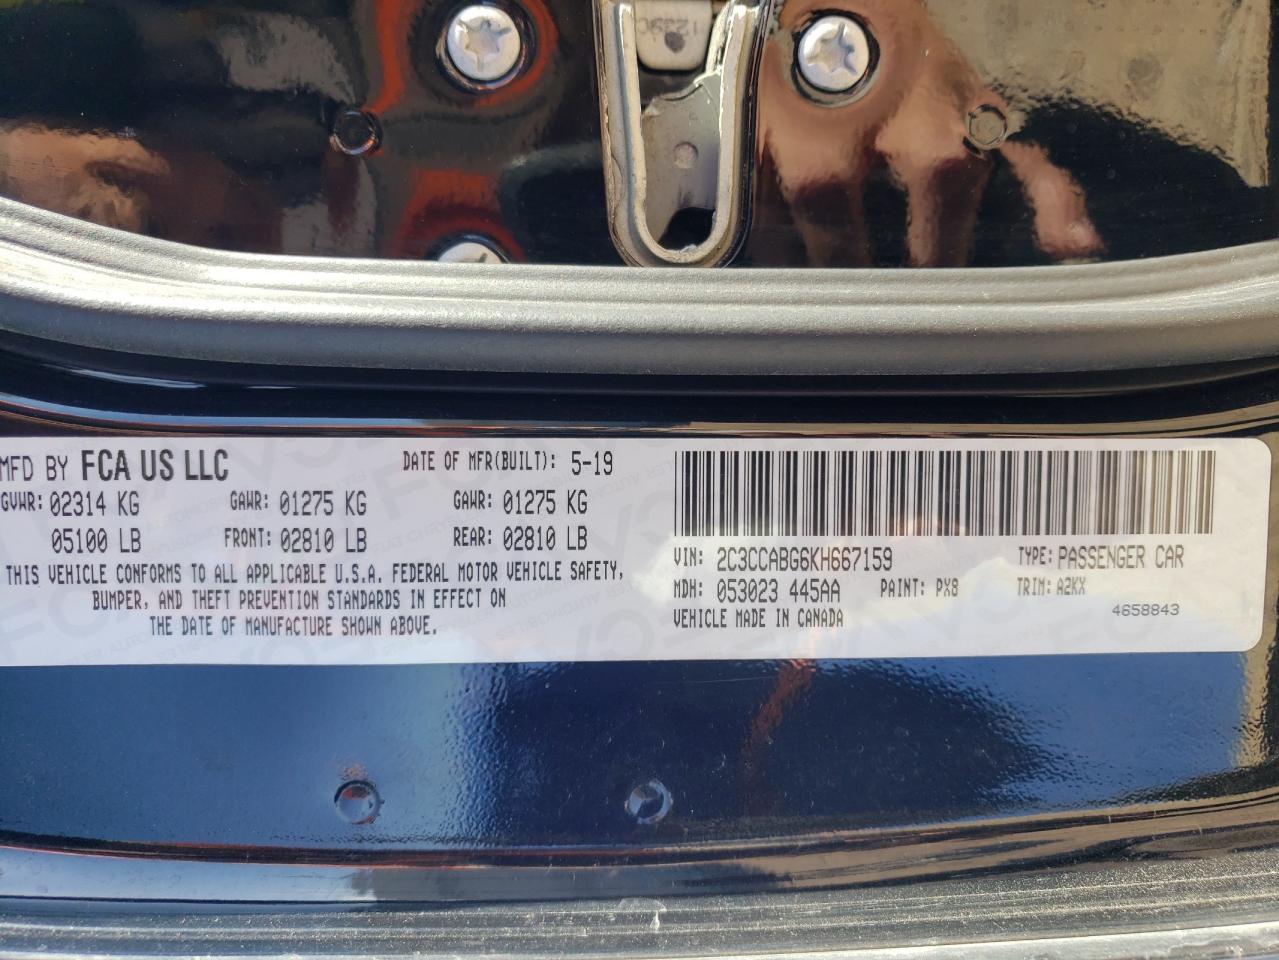 1239C
MFD BY FCA US LLC DATE OF MFR(BUILT): 5-19
GVWR: 02314 KG GAWR: 01275 KG GAWR: 01275 KG
05100 LB FRONT: 02810 LB REAR: 02810 LB
THIS VEHICLE CONFORMS TO ALL APPLICABLE U.S.A. FEDERAL MOTOR VEHICLE SAFETY,
BUMPER, AND THEFT PREVENTION STANDARDS IN EFFECT ON
THE DATE OF MANUFACTURE SHOWN ABOVE.
VIN: 2C3CCABG6KH667159 TYPE: PASSENGER CAR
MDH: 053023 445AA PAINT: PX8 TRIM: A2KX
VEHICLE MADE IN CANADA 4658843